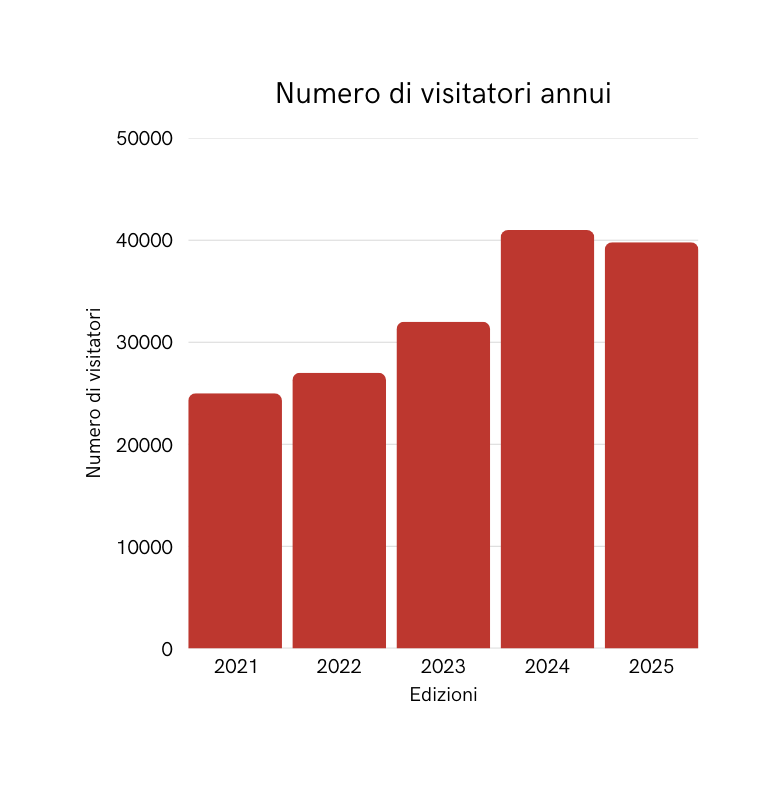 Numero di visitatori annui
50000
40000
30000
20000
10000
0
Numero di visitatori
2021 2022 2023 2024 2025
Edizioni